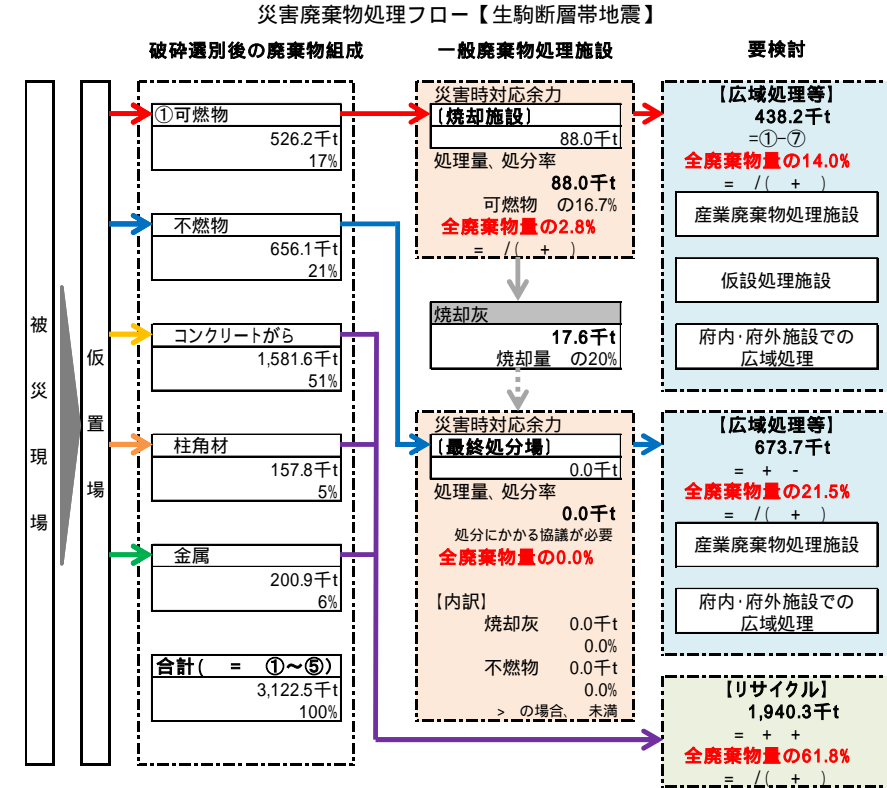 災害廃棄物処理フロー【生駒断層帯地震】
破砕選別後の廃棄物組成
一般廃棄物処理施設
要検討
被災現場
仮置場
①可燃物
526.2千t
17%
不燃物
656.1千t
21%
コンクリートがら
1,581.6千t
51%
柱角材
157.8千t
5%
金属
200.9千t
6%
合計( = ①～⑤)
3,122.5千t
100%
災害時対応余力
〔焼却施設〕
88.0千t
処理量、処分率
88.0千t
可燃物 の16.7%
全廃棄物量の2.8%
= /( + )
焼却灰
17.6千t
焼却量 の20%
災害時対応余力
〔最終処分場〕
0.0千t
処理量、処分率
0.0千t
処分にかかる協議が必要
全廃棄物量の0.0%
【内訳】
焼却灰 0.0千t
0.0%
不燃物 0.0千t
0.0%
> の場合、 未満
【広域処理等】
438.2千t
=①-⑦
全廃棄物量の14.0%
= /( + )
産業廃棄物処理施設
仮設処理施設
府内･府外施設での
広域処理
【広域処理等】
673.7千t
= + -
全廃棄物量の21.5%
= /( + )
産業廃棄物処理施設
府内･府外施設での
広域処理
【リサイクル】
1,940.3千t
= + +
全廃棄物量の61.8%
= /( + )